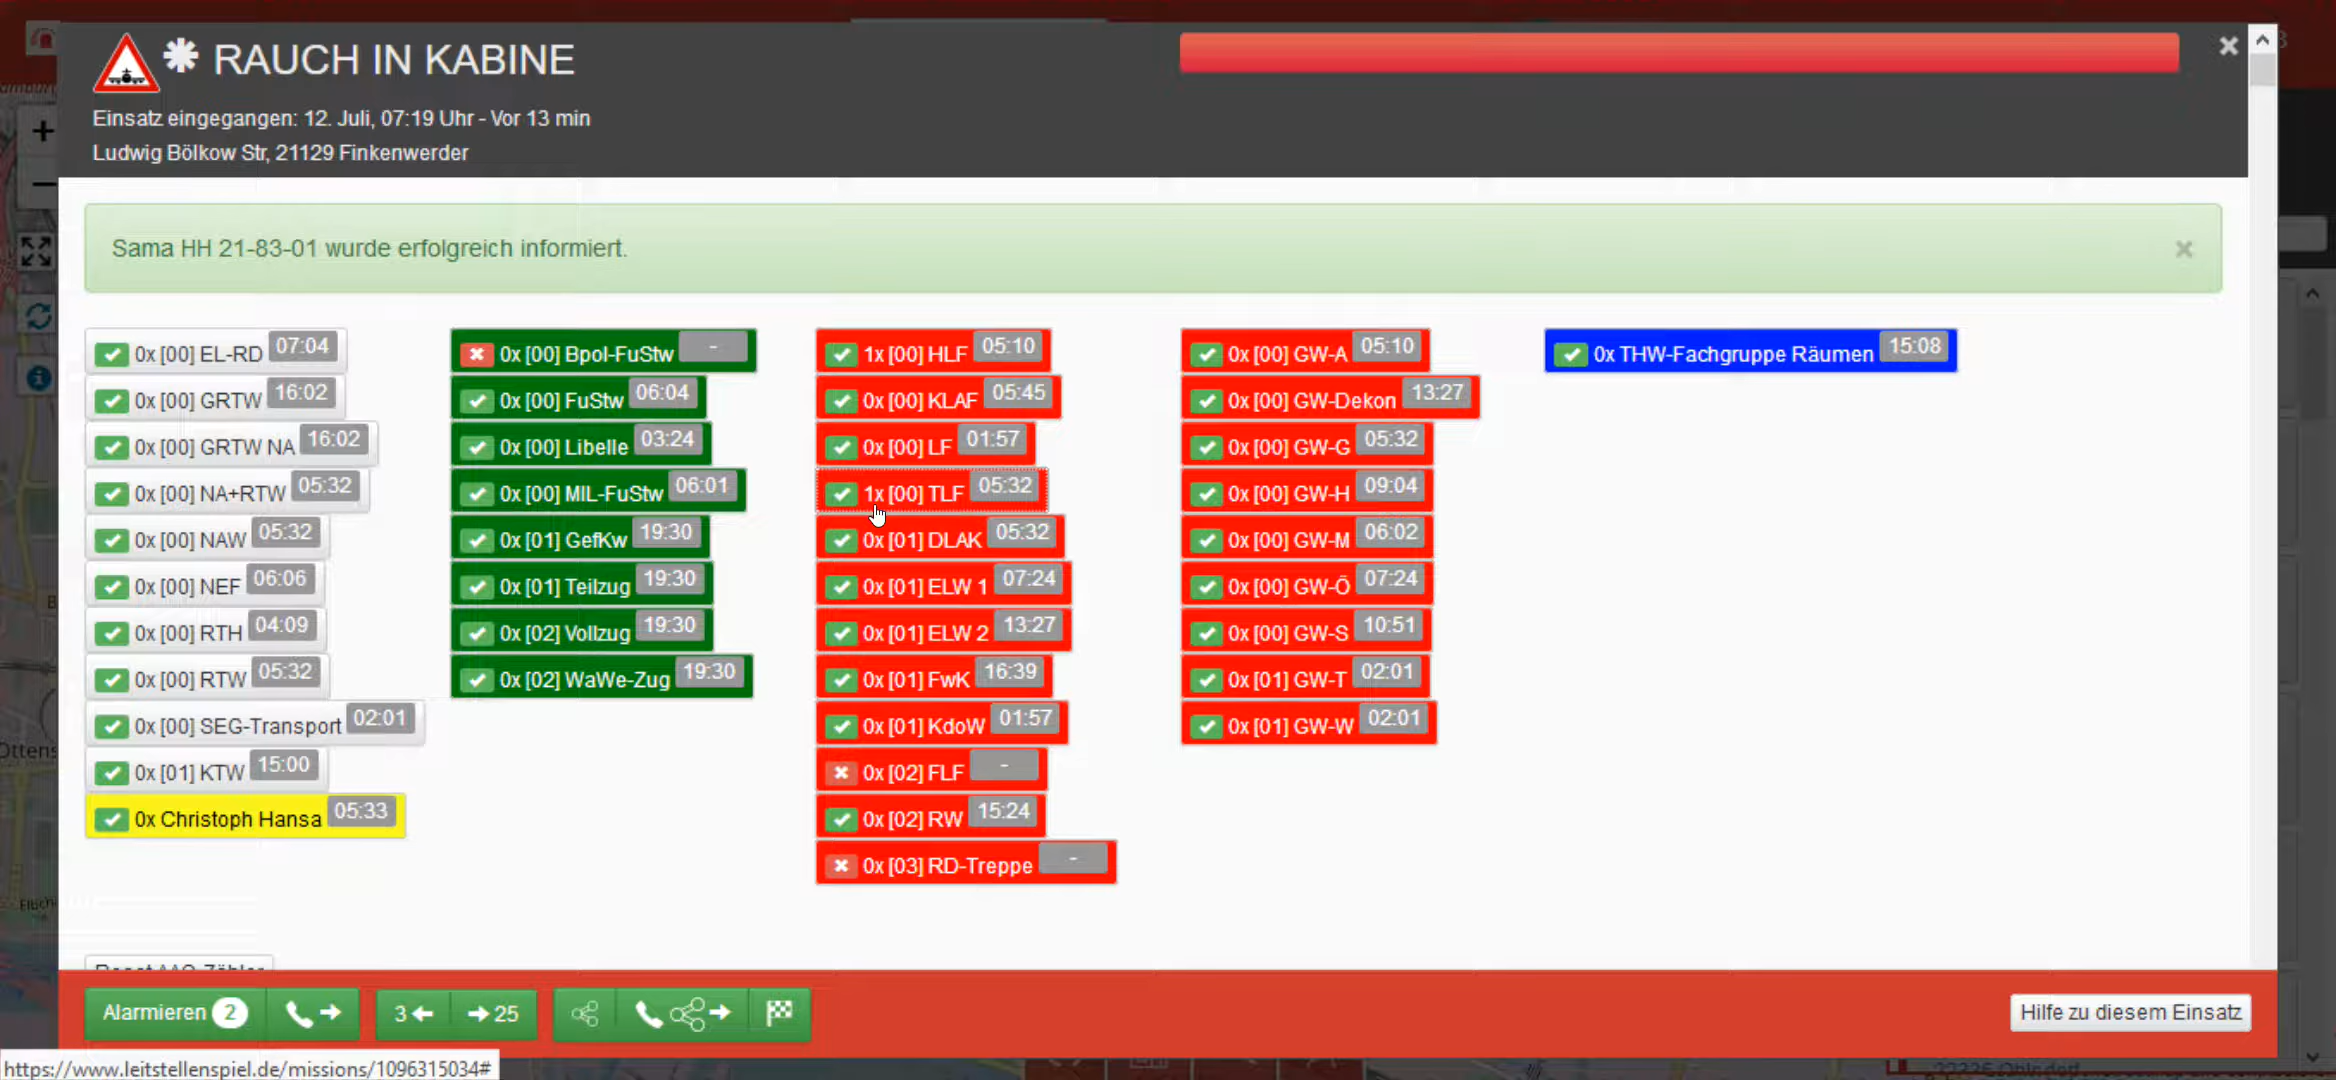 ✱ RAUCH IN KABINE
Einsatz eingegangen: 12. Juli, 07:19 Uhr - Vor 13 min
Ludwig Bölkow Str, 21129 Finkenwerder
Sama HH 21-83-01 wurde erfolgreich informiert.
0x [00] EL-RD 07:04
0x [00] GRTW 16:02
0x [00] GRTW NA 16:02
0x [00] NA+RTW 05:32
0x [00] NAW 05:32
0x [00] NEF 06:06
0x [00] RTH 04:09
0x [00] RTW 05:32
0x [00] SEG-Transport 02:01
0x [01] KTW 15:00
0x Christoph Hansa 05:33
0x [00] Bpol-FuStw -
0x [00] FuStw 06:04
0x [00] Libelle 03:24
0x [00] MIL-FuStw 06:01
0x [01] GefKw 19:30
0x [01] Teilzug 19:30
0x [02] Vollzug 19:30
0x [02] WaWe-Zug 19:30
1x [00] HLF 05:10
0x [00] KLAF 05:45
0x [00] LF 01:57
1x [00] TLF 05:32
0x [01] DLAK 05:32
0x [01] ELW 1 07:24
0x [01] ELW 2 13:27
0x [01] FwK 16:39
0x [01] KdoW 01:57
0x [02] FLF -
0x [02] RW 15:24
0x [03] RD-Treppe -
0x [00] GW-A 05:10
0x [00] GW-Dekon 13:27
0x [00] GW-G 05:32
0x [00] GW-H 09:04
0x [00] GW-M 06:02
0x [00] GW-Ö 07:24
0x [00] GW-S 10:51
0x [01] GW-T 02:01
0x [01] GW-W 02:01
0x THW-Fachgruppe Räumen 15:08
Alarmieren 2
3
25
Hilfe zu diesem Einsatz
https://www.leitstellenspiel.de/missions/1096315034#
Ottens